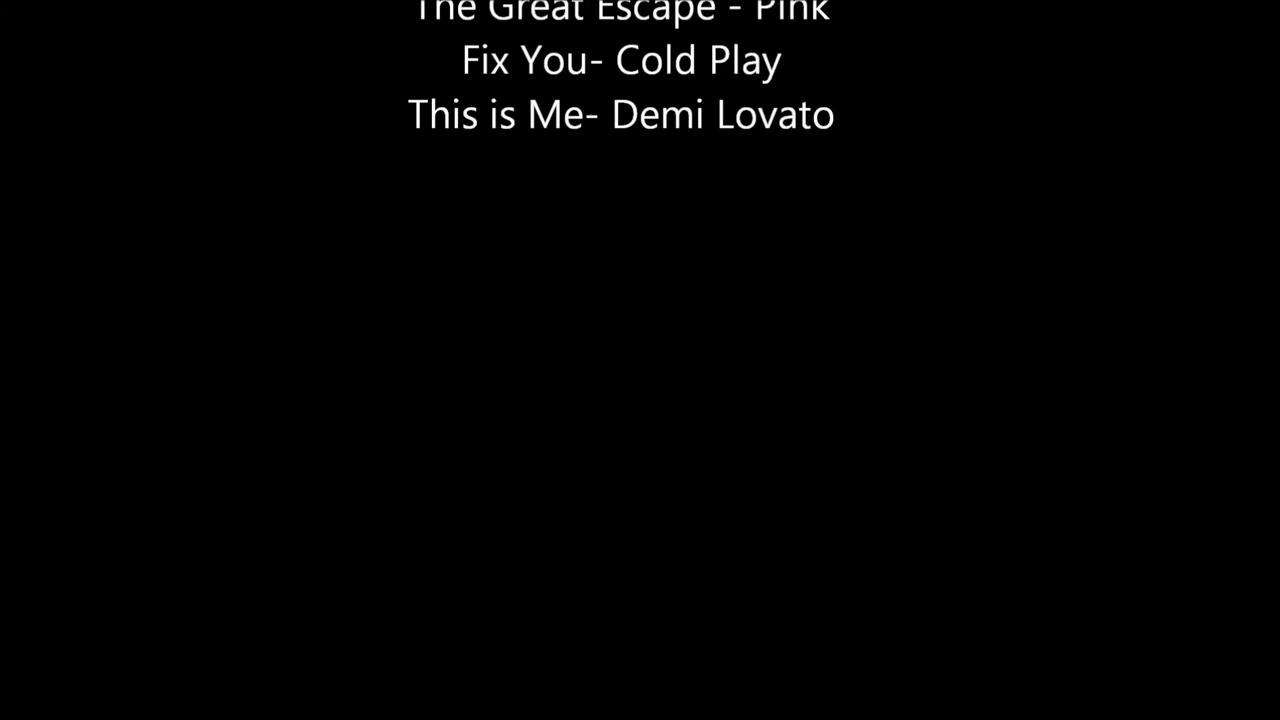 The Great Escape - Pink
Fix You- Cold Play
This is Me- Demi Lovato